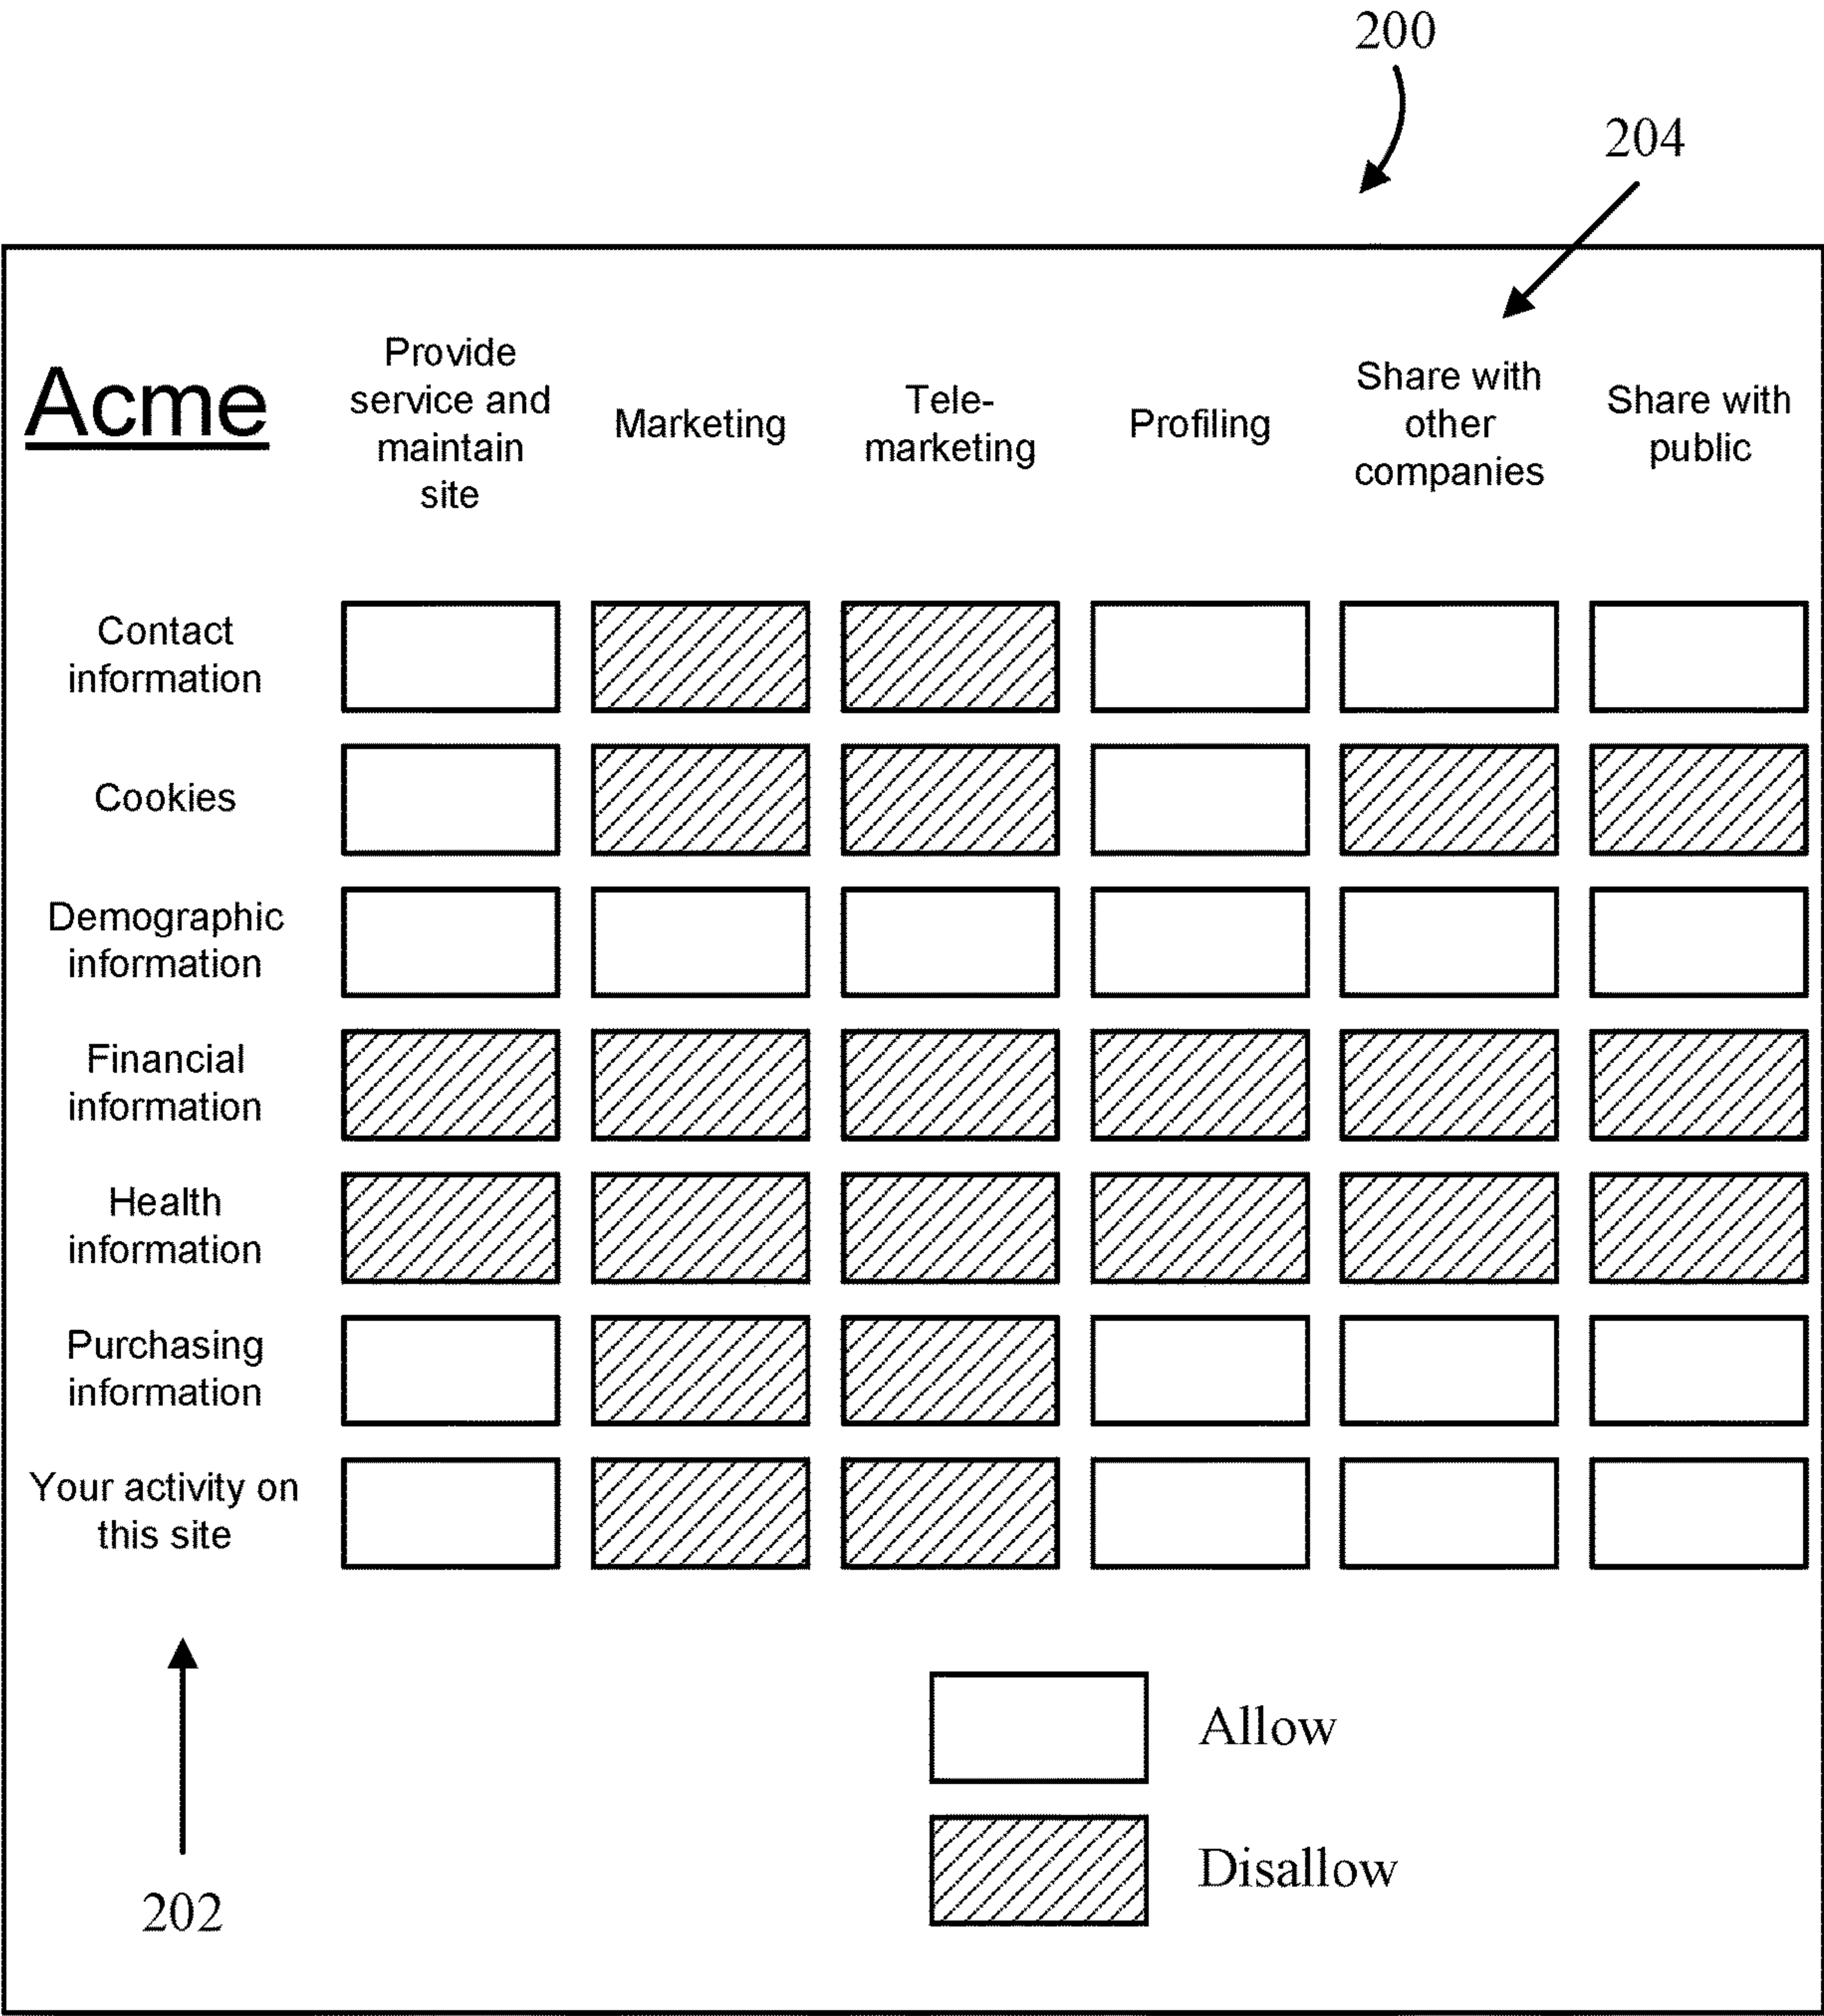 200
204
Acme
Provide
service and
maintain
site
Marketing
Tele-
marketing
Profiling
Share with
other
companies
Share with
public
Contact
information
Cookies
Demographic
information
Financial
information
Health
information
Purchasing
information
Your activity on
this site
Allow
Disallow
202